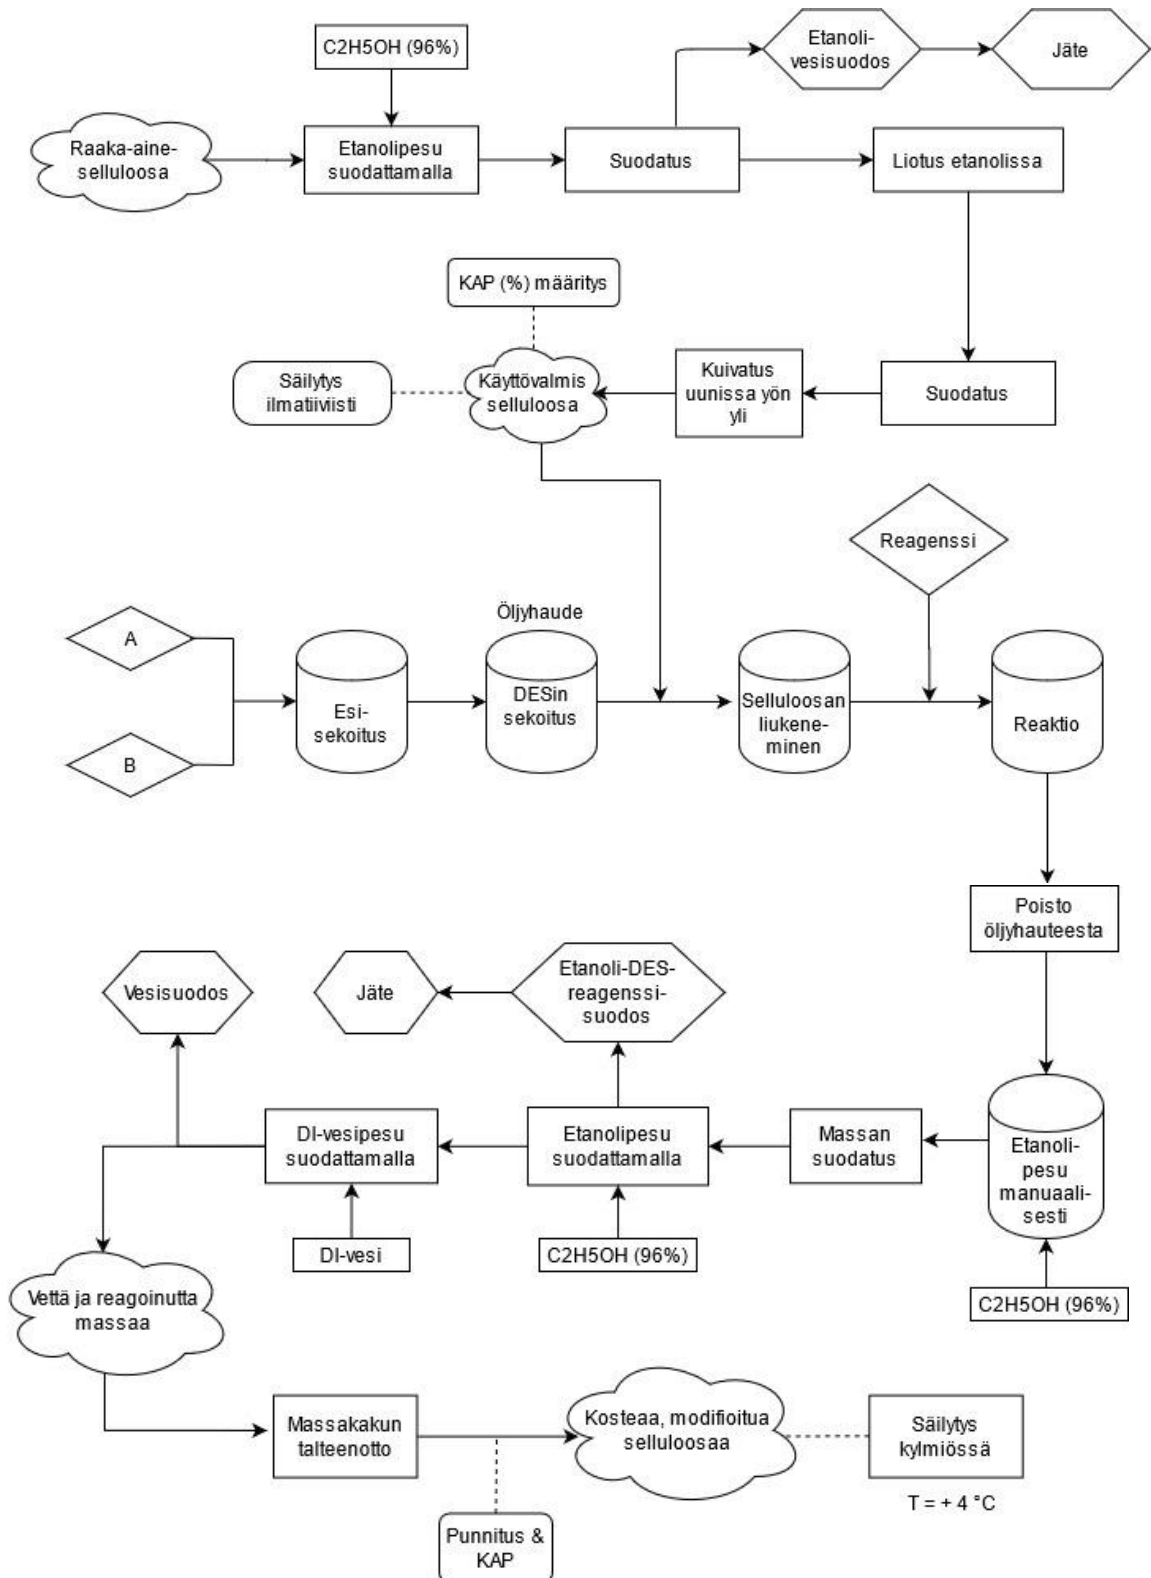 C2H5OH (96%)
Etanoli-
vesisuodos
Jäte
Raaka-aine-
selluloosa
Etanolipesu
suodattamalla
Suodatus
Liotus etanolissa
KAP (%) määritys
Säilytys
ilmatiiviisti
Käyttövalmis
selluloosa
Kuivatus
uunissa yön
yli
Suodatus
Reagenssi
A
B
Öljyhaude
Esi-
sekoitus
DESin
sekoitus
Selluloosan
liukene-
minen
Reaktio
Poisto
öljyhauteesta
Vesisuodos
Jäte
Etanoli-DES-
reagenssi-
suodos
DI-vesipesu
suodattamalla
Etanolipesu
suodattamalla
Massan
suodatus
Etanoli-
pesu
manuaali-
sesti
DI-vesi
C2H5OH (96%)
C2H5OH (96%)
Vettä ja reagoinutta
massaa
Massakakun
talteenotto
Kosteaa, modifioitua
selluloosaa
Säilytys
kylmiössä
T = + 4 °C
Punnitus &
KAP